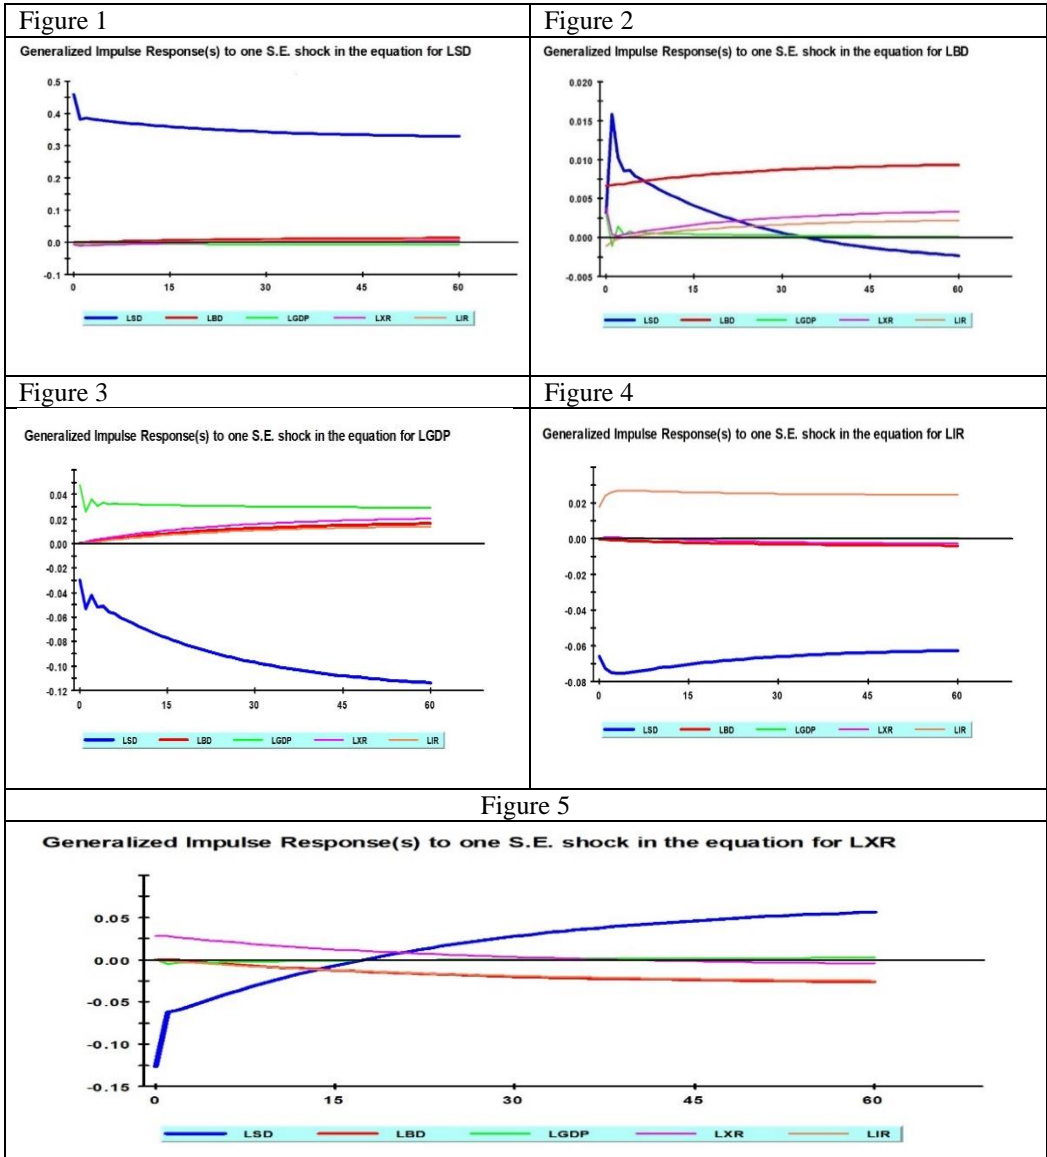 Figure 1
Generalized Impulse Response(s) to one S.E. shock in the equation for LSD
0.5
0.4
0.3
0.2
0.1
0.0
-0.1
0 15 30 45 60
LSD LBD LGDP LXR LIR
Figure 2
Generalized Impulse Response(s) to one S.E. shock in the equation for LBD
0.020
0.015
0.010
0.005
0.000
-0.005
0 15 30 45 60
LSD LBD LGDP LXR LIR
Figure 3
Generalized Impulse Response(s) to one S.E. shock in the equation for LGDP
0.04
0.02
0.00
-0.02
-0.04
-0.06
-0.08
-0.10
-0.12
0 15 30 45 60
LSD LBD LGDP LXR LIR
Figure 4
Generalized Impulse Response(s) to one S.E. shock in the equation for LIR
0.02
0.00
-0.02
-0.04
-0.06
-0.08
0 15 30 45 60
LSD LBD LGDP LXR LIR
Figure 5
Generalized Impulse Response(s) to one S.E. shock in the equation for LXR
0.05
0.00
-0.05
-0.10
-0.15
0 15 30 45 60
LSD LBD LGDP LXR LIR